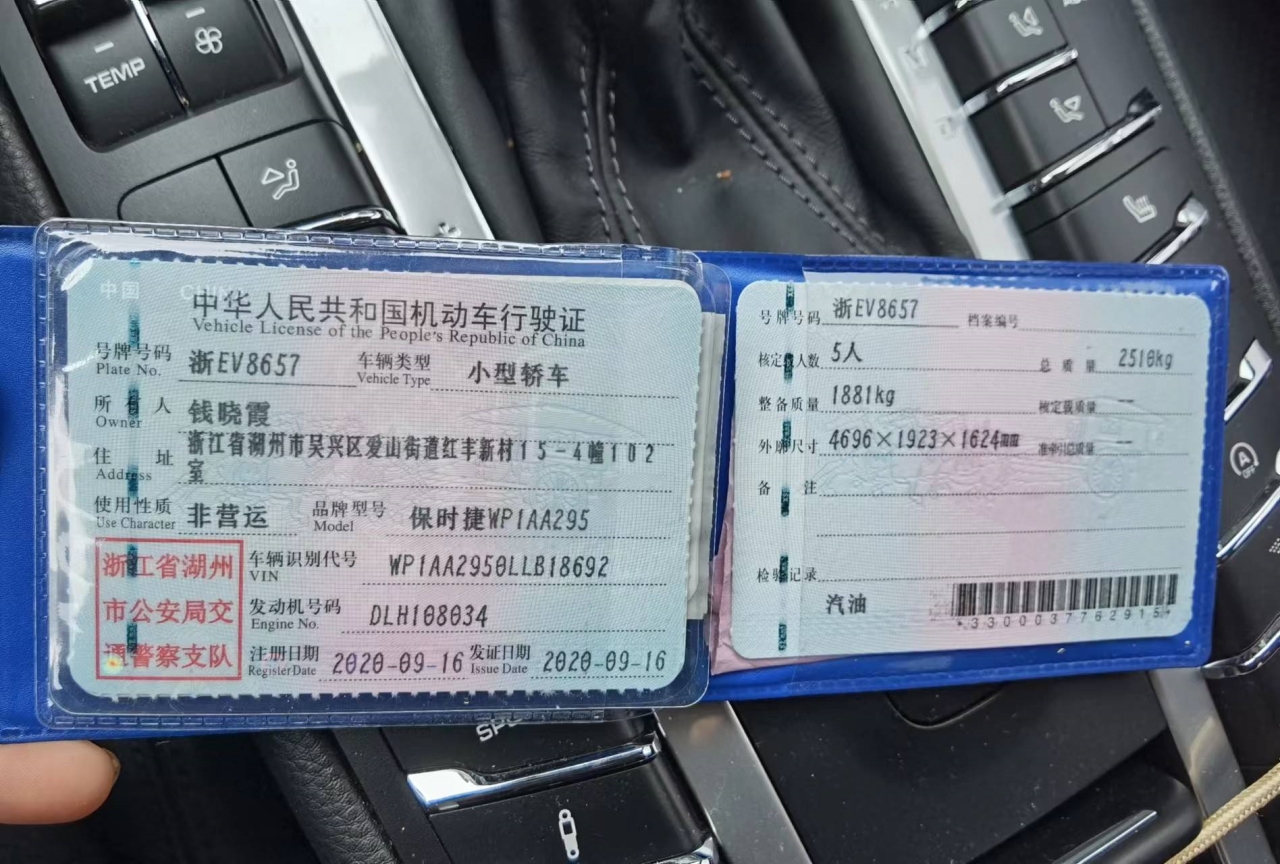 TEMP
中国 CHINA
中华人民共和国机动车行驶证
Vehicle License of the People's Republic of China
号牌号码 浙EV8657 车辆类型 小型轿车
Plate No. Vehicle Type
所有人 钱晓霞
Owner
住址 浙江省湖州市吴兴区爱山街道红丰新村15-4幢102
Address 室
使用性质 非营运 品牌型号 保时捷WP1AA295
Use Character Model
浙江省湖州
市公安局交
通警察支队
车辆识别代号 WP1AA2950LLB18692
VIN
发动机号码 DLH108034
Engine No.
注册日期 2020-09-16 发证日期 2020-09-16
Register Date Issue Date
号牌号码 浙EV8657 档案编号
核定载人数 5人 总质量 2510kg
整备质量 1881kg 核定载质量 —
外廓尺寸 4696×1923×1624mm 准牵引总质量 —
备注
检验记录
汽油
*3300037762915*
A
OFF